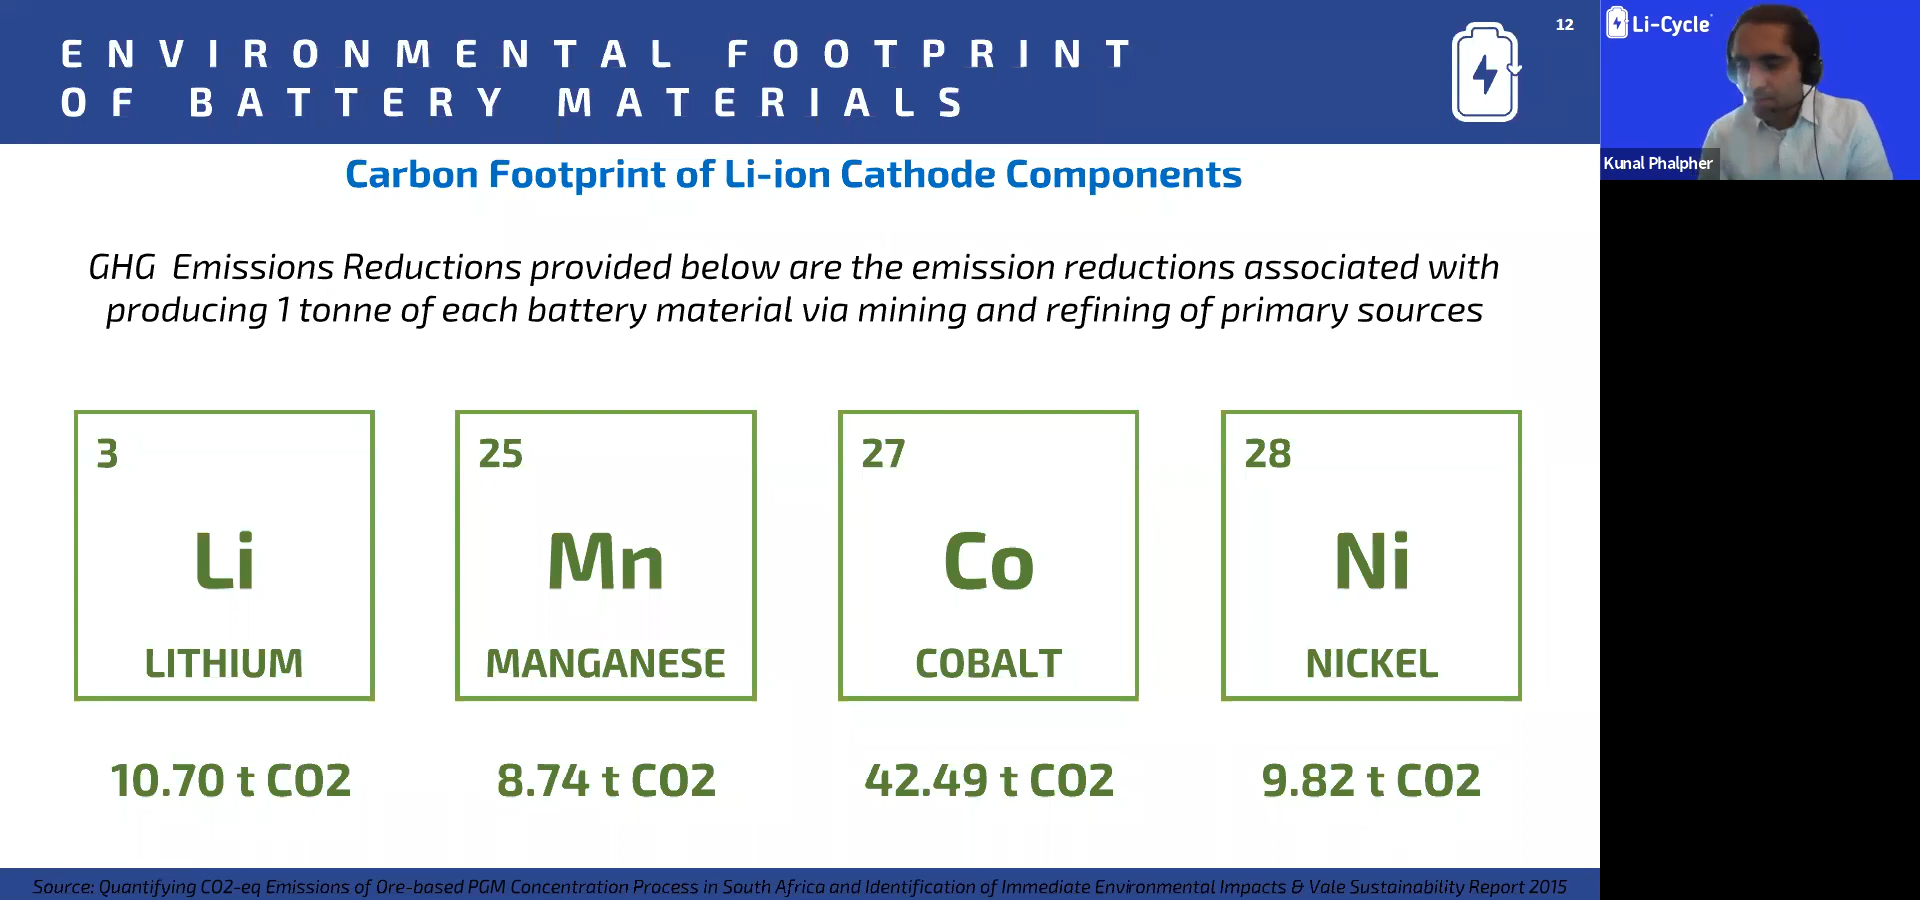 ENVIRONMENTAL FOOTPRINT
OF BATTERY MATERIALS
12
Li-Cycle
Kunal Phalpher
Carbon Footprint of Li-ion Cathode Components
GHG Emissions Reductions provided below are the emission reductions associated with
producing 1 tonne of each battery material via mining and refining of primary sources
3
Li
LITHIUM
10.70 t CO2
25
Mn
MANGANESE
8.74 t CO2
27
Co
COBALT
42.49 t CO2
28
Ni
NICKEL
9.82 t CO2
Source: Quantifying CO2-eq Emissions of Ore-based PGM Concentration Process in South Africa and Identification of Immediate Environmental Impacts & Vale Sustainability Report 2015